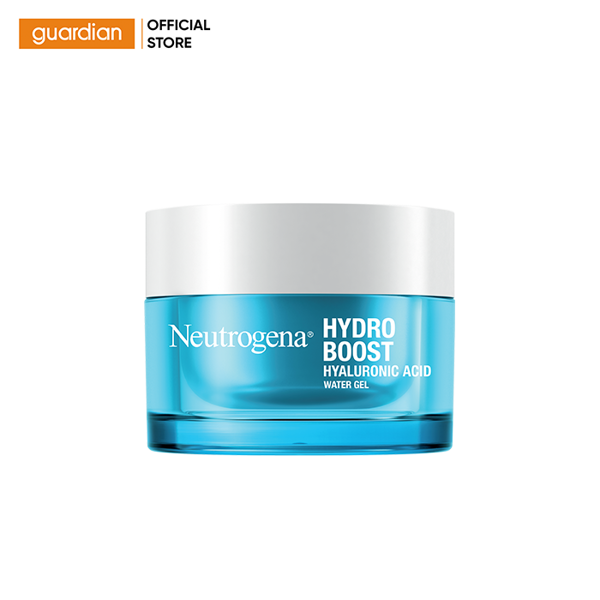 guardian
OFFICIAL
STORE
Neutrogena®
HYDRO
BOOST
HYALURONIC ACID
WATER GEL